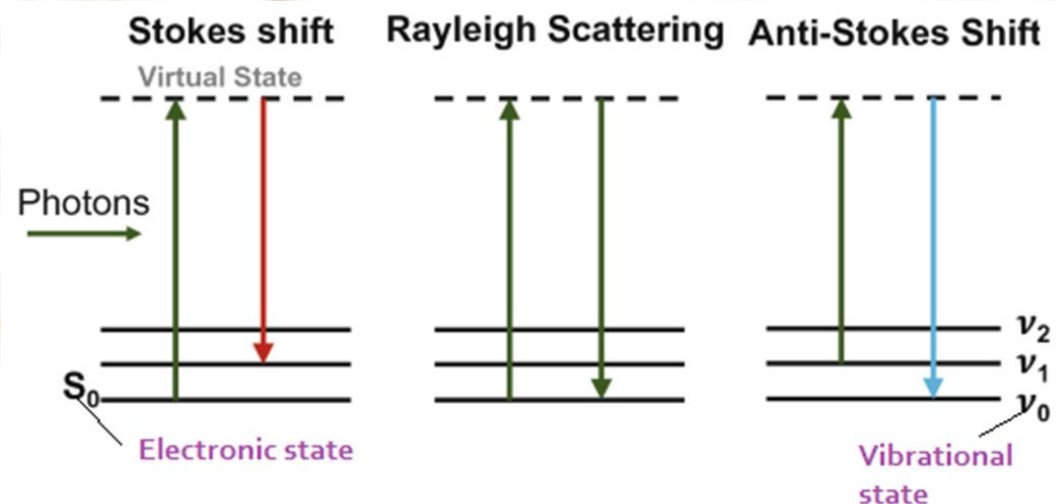 Stokes shift
Rayleigh Scattering
Anti-Stokes Shift
Virtual State
Photons
ν₂
ν₁
S₀
ν₀
Electronic state
Vibrational
state